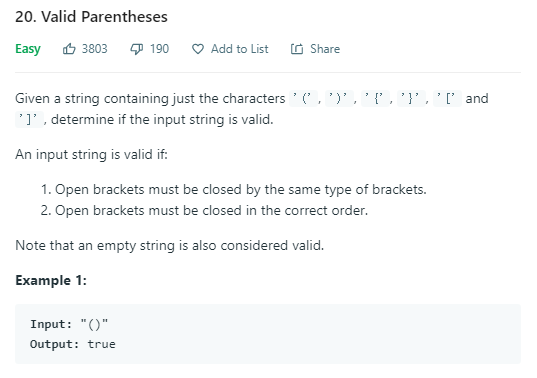 20. Valid Parentheses
Easy 3803 190 Add to List Share
Given a string containing just the characters '(', ')', '{', '}', '[' and
']', determine if the input string is valid.
An input string is valid if:
1. Open brackets must be closed by the same type of brackets.
2. Open brackets must be closed in the correct order.
Note that an empty string is also considered valid.
Example 1:
Input: "()"
Output: true